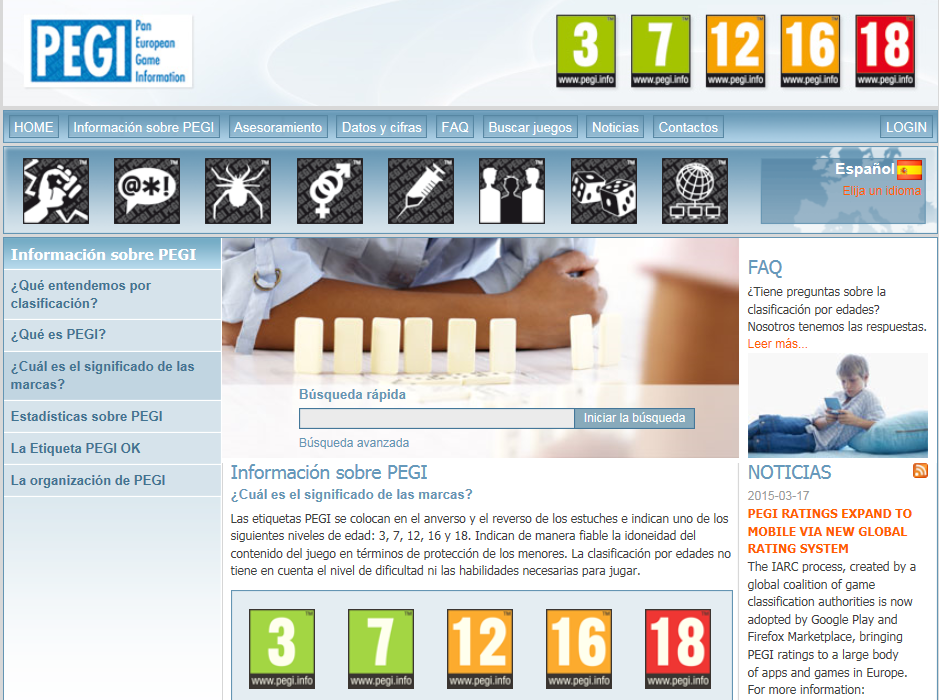 PEGI
Pan
European
Game
Information
3
www.pegi.info
7
www.pegi.info
12
www.pegi.info
16
www.pegi.info
18
www.pegi.info
HOME Información sobre PEGI Asesoramiento Datos y cifras FAQ Buscar juegos Noticias Contactos LOGIN
@*!
Español
Elija un idioma
Información sobre PEGI
¿Qué entendemos por
clasificación?
¿Qué es PEGI?
¿Cuál es el significado de las
marcas?
Estadísticas sobre PEGI
La Etiqueta PEGI OK
La organización de PEGI
Búsqueda rápida
Iniciar la búsqueda
Búsqueda avanzada
Información sobre PEGI
¿Cuál es el significado de las marcas?
Las etiquetas PEGI se colocan en el anverso y el reverso de los estuches e indican uno de los
siguientes niveles de edad: 3, 7, 12, 16 y 18. Indican de manera fiable la idoneidad del
contenido del juego en términos de protección de los menores. La clasificación por edades no
tiene en cuenta el nivel de dificultad ni las habilidades necesarias para jugar.
3
www.pegi.info
7
www.pegi.info
12
www.pegi.info
16
www.pegi.info
18
www.pegi.info
FAQ
¿Tiene preguntas sobre la
clasificación por edades?
Nosotros tenemos las respuestas.
Leer más...
NOTICIAS
2015-03-17
PEGI RATINGS EXPAND TO
MOBILE VIA NEW GLOBAL
RATING SYSTEM
The IARC process, created by a
global coalition of game
classification authorities is now
adopted by Google Play and
Firefox Marketplace, bringing
PEGI ratings to a large body
of apps and games in Europe.
For more information: